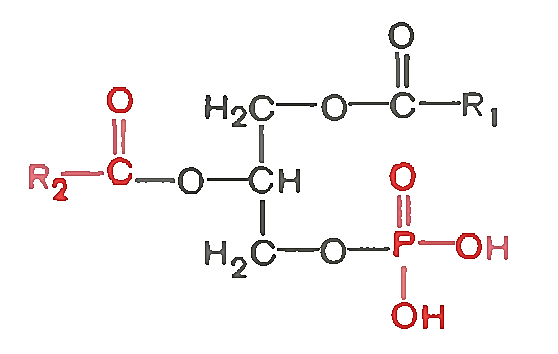 O
O
H2C O C R1
R2 C O CH
O
H2C O P OH
OH